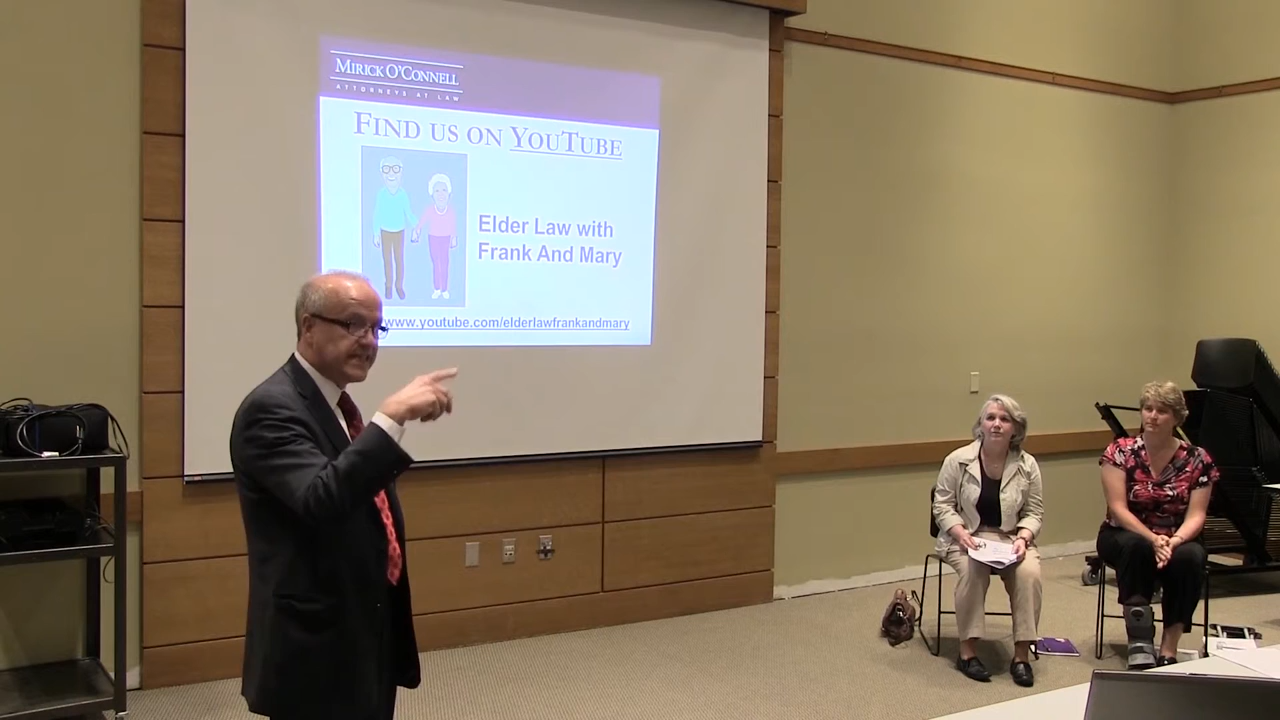 MIRICK O'CONNELL
ATTORNEYS AT LAW
FIND US ON YOUTUBE
Elder Law with
Frank And Mary
www.youtube.com/elderlawfrankandmary